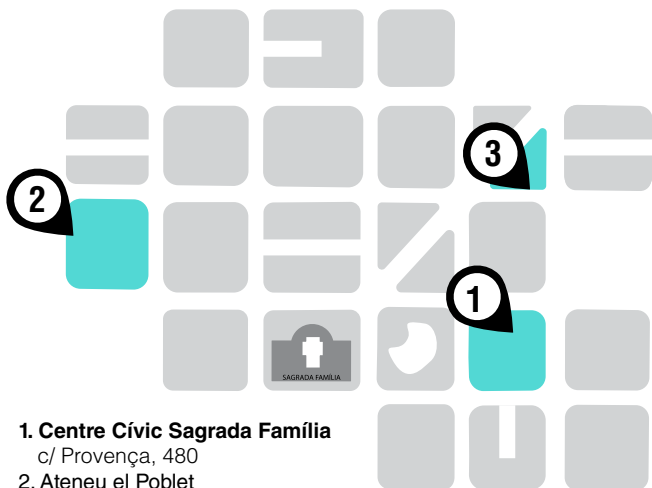 3
2
1
SAGRADA FAMÍLIA
1. Centre Cívic Sagrada Família
c/ Provença, 480
2. Ateneu el Poblet